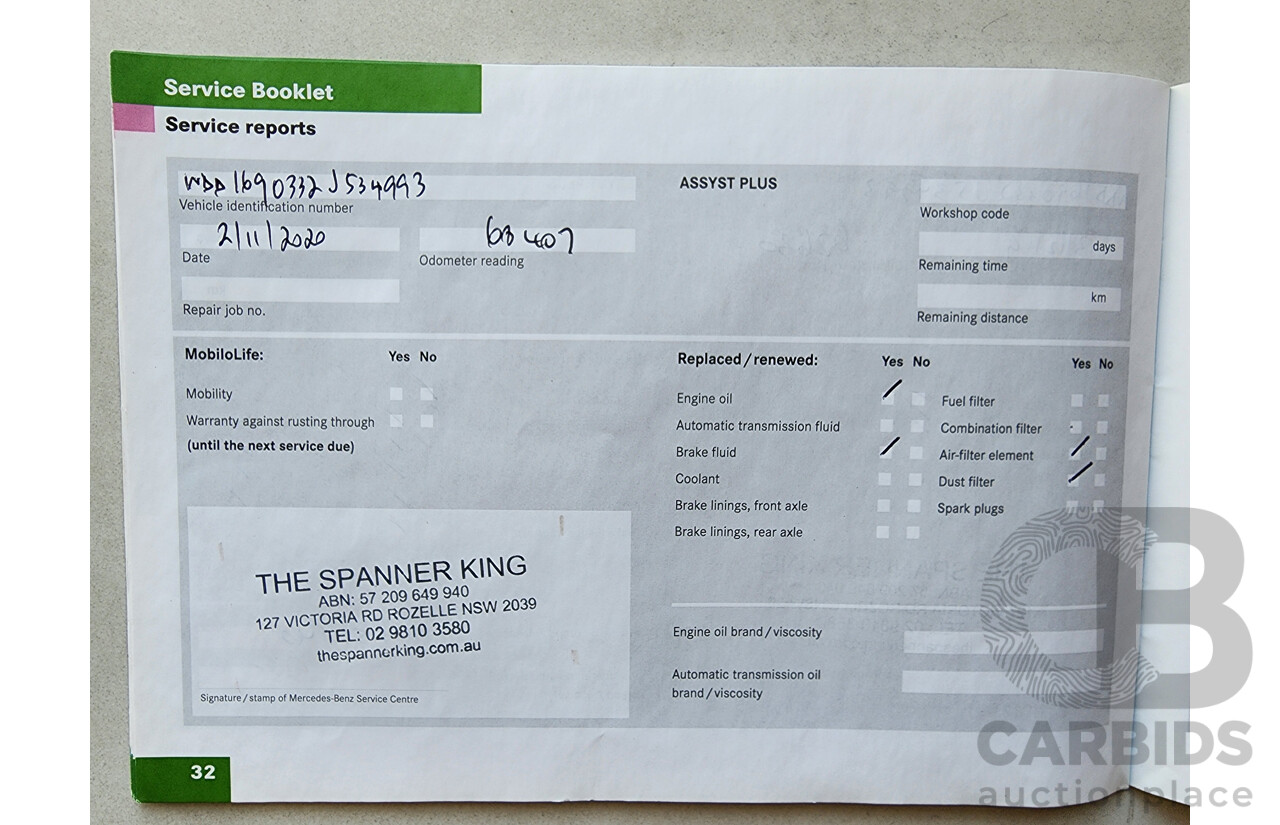 Service Booklet
Service reports
WDD1690332J534993
Vehicle identification number
2/11/2020
Date
68 407
Odometer reading
Repair job no.
ASSYST PLUS
Workshop code
days
Remaining time
km
Remaining distance
MobiloLife: Yes No
Mobility
Warranty against rusting through
(until the next service due)
Replaced/renewed: Yes No
Engine oil
Automatic transmission fluid
Brake fluid
Coolant
Brake linings, front axle
Brake linings, rear axle
Yes No
Fuel filter
Combination filter
Air-filter element
Dust filter
Spark plugs
THE SPANNER KING
ABN: 57 209 649 940
127 VICTORIA RD ROZELLE NSW 2039
TEL: 02 9810 3580
thespannerking.com.au
Signature/stamp of Mercedes-Benz Service Centre
Engine oil brand/viscosity
Automatic transmission oil
brand/viscosity
32
CB
CARBIDS
auctionplace